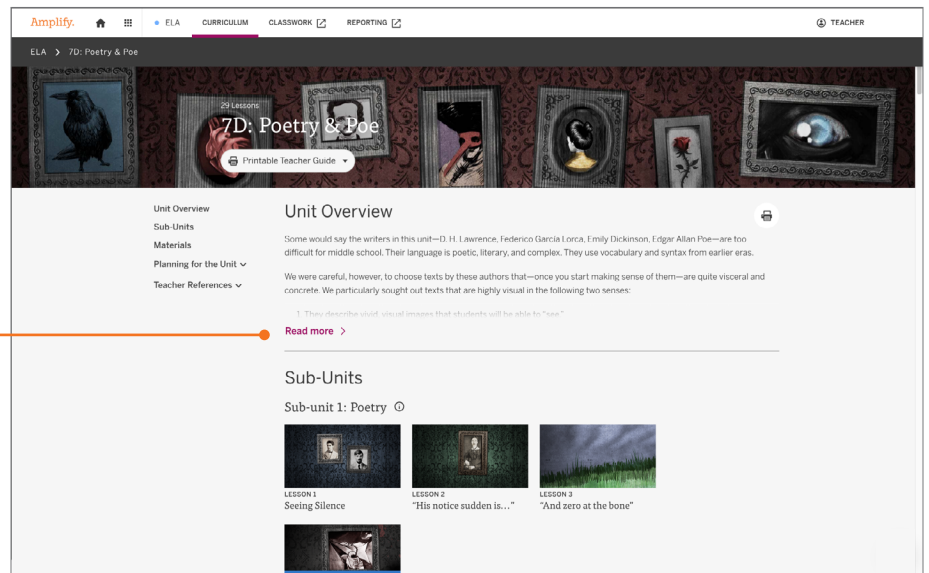 Amplify.
ELA
CURRICULUM
CLASSWORK
REPORTING
TEACHER
ELA > 7D: Poetry & Poe
29 Lessons
7D: Poetry & Poe
Printable Teacher Guide
Unit Overview
Sub-Units
Materials
Planning for the Unit
Teacher References
Unit Overview
Some would say the writers in this unit—D. H. Lawrence, Federico García Lorca, Emily Dickinson, Edgar Allan Poe—are too
difficult for middle school. Their language is poetic, literary, and complex. They use vocabulary and syntax from earlier eras.
We were careful, however, to choose texts by these authors that—once you start making sense of them—are quite visceral and
concrete. We particularly sought out texts that are highly visual in the following two senses:
1. They describe vivid, visual images that students will be able to "see."
Read more >
Sub-Units
Sub-unit 1: Poetry
LESSON 1
Seeing Silence
LESSON 2
"His notice sudden is..."
LESSON 3
"And zero at the bone"